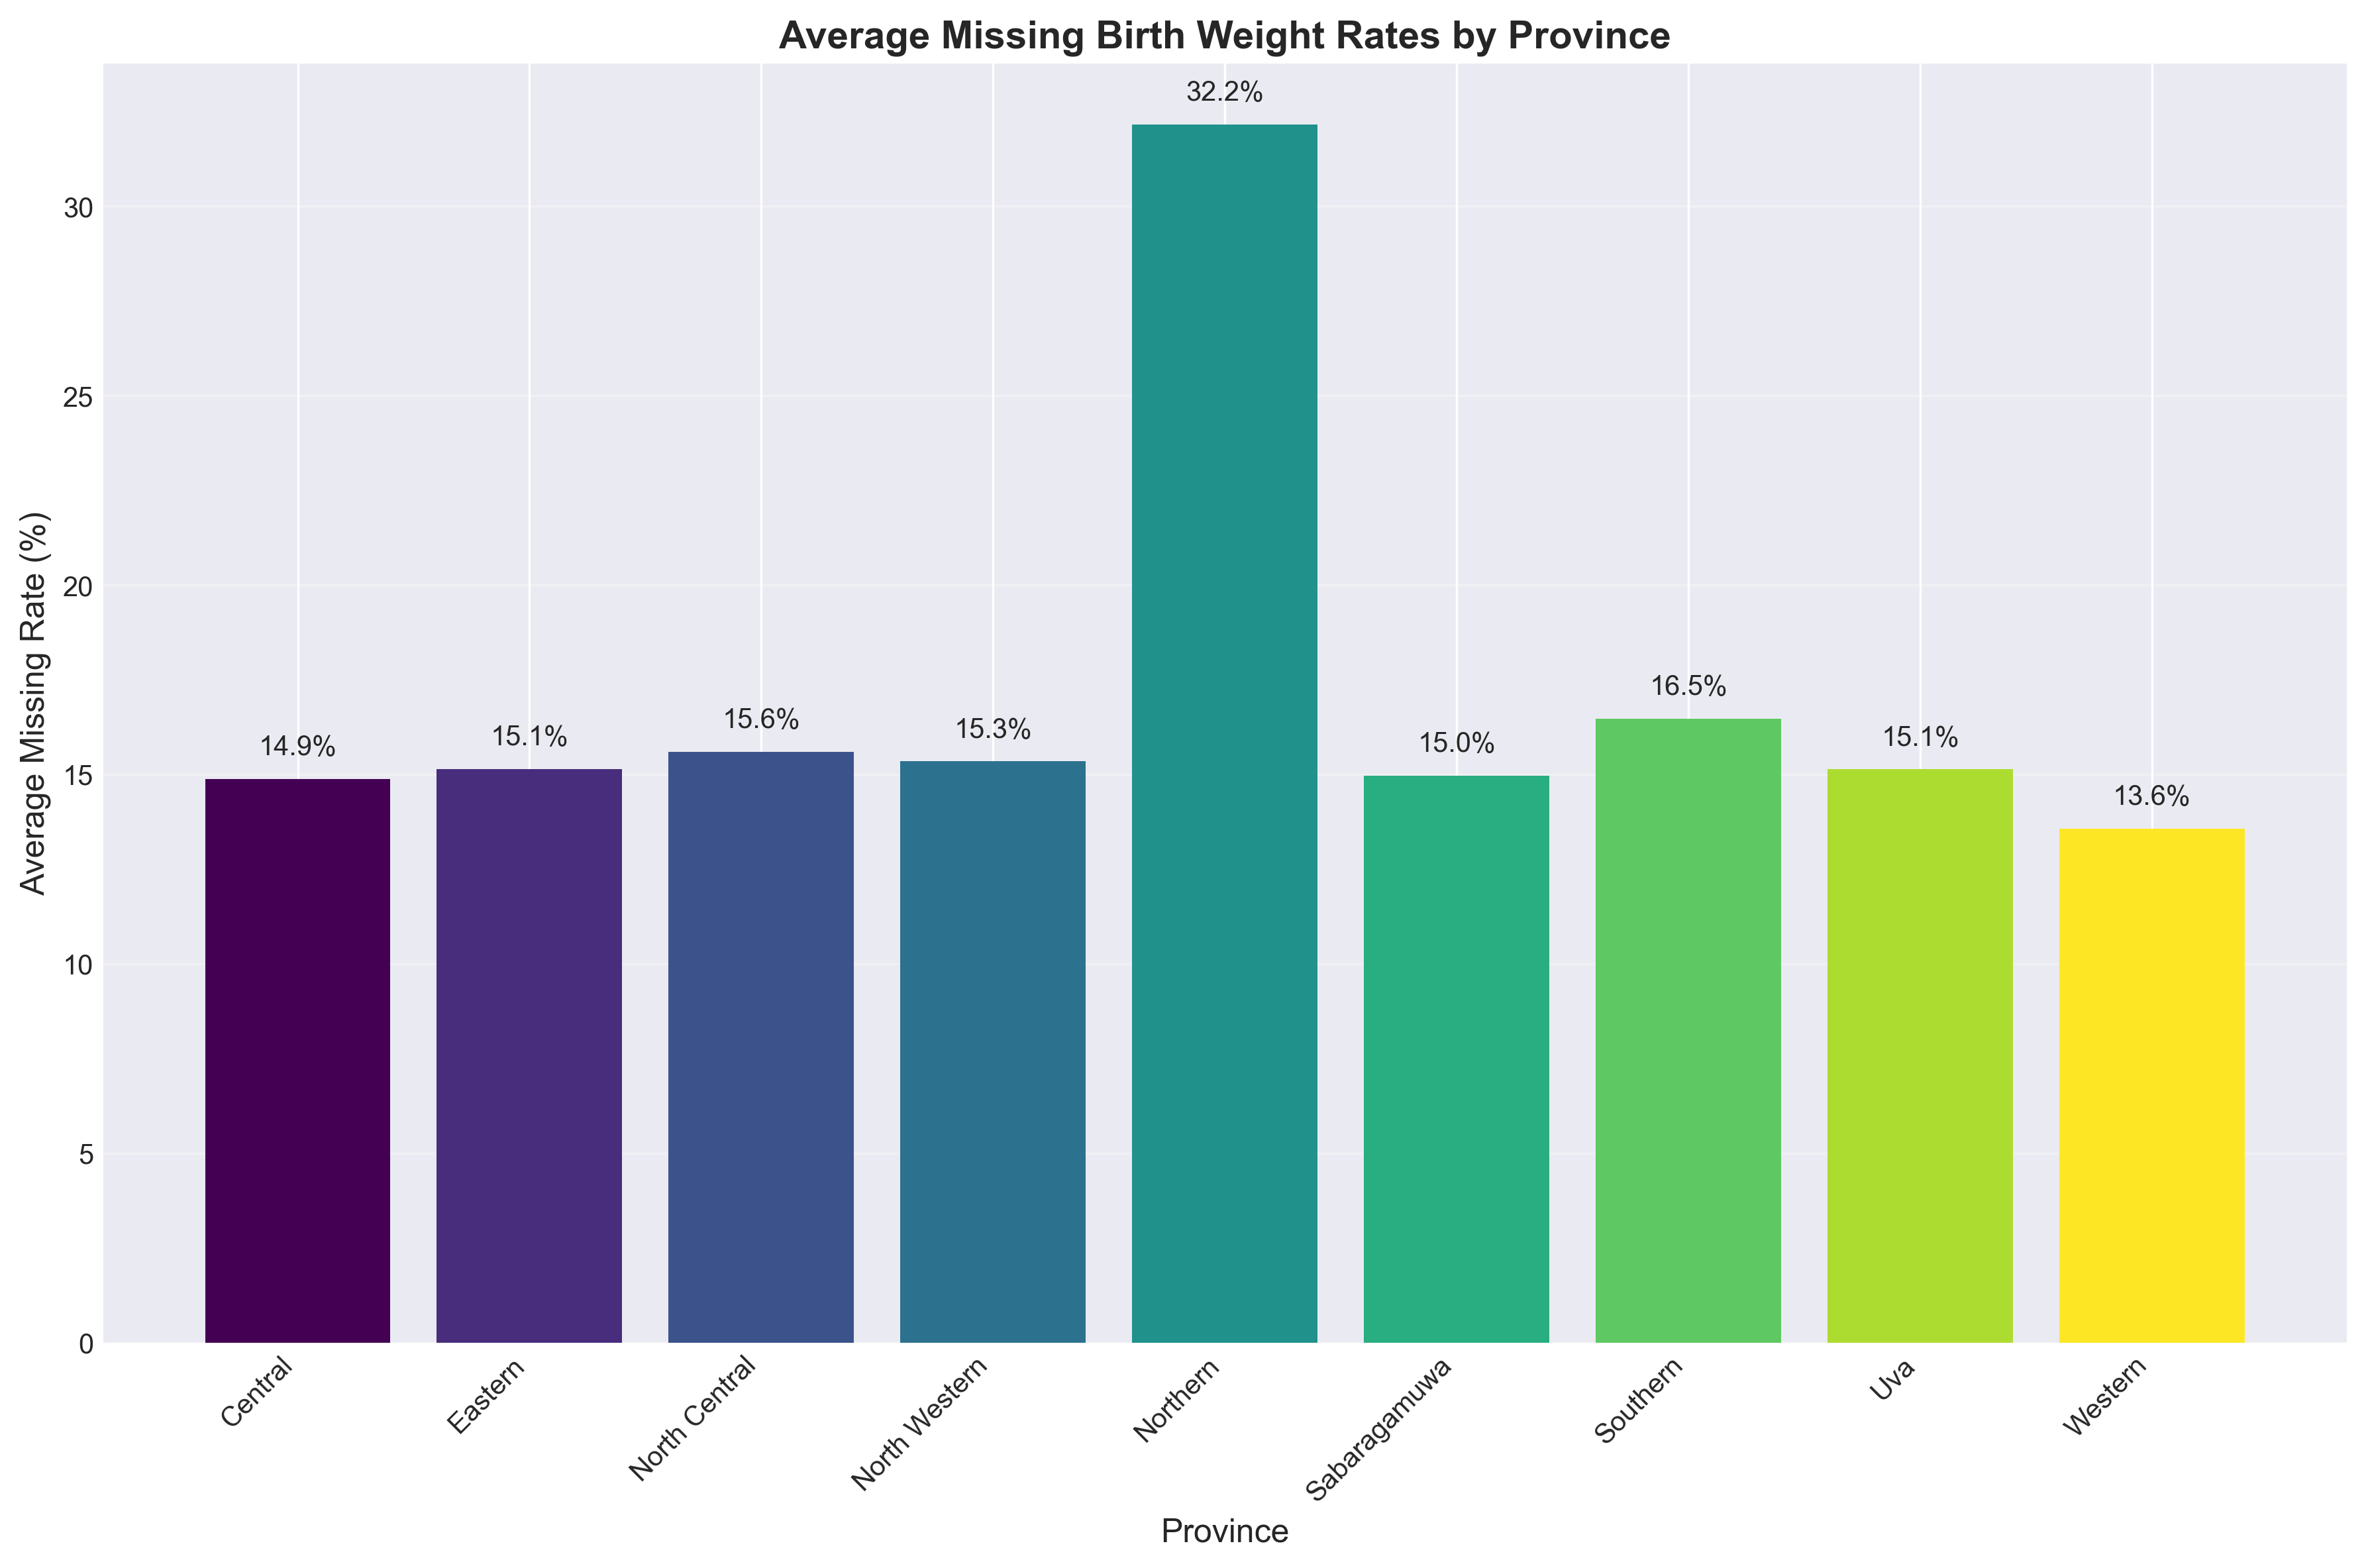 Average Missing Birth Weight Rates by Province
Average Missing Rate (%)
30
25
20
15
10
5
0
14.9%
15.1%
15.6%
15.3%
32.2%
15.0%
16.5%
15.1%
13.6%
Central
Eastern
North Central
North Western
Northern
Sabaragamuwa
Southern
Uva
Western
Province